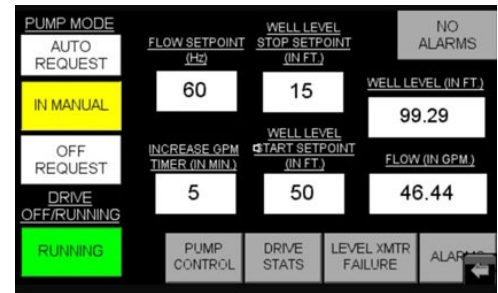 PUMP MODE
AUTO
REQUEST
IN MANUAL
OFF
REQUEST
DRIVE
OFF/RUNNING
RUNNING
FLOW SETPOINT
(Hz)
60
INCREASE GPM
TIMER (IN MIN.)
5
WELL LEVEL
STOP SETPOINT
(IN FT.)
15
WELL LEVEL
START SETPOINT
(IN FT.)
50
NO
ALARMS
WELL LEVEL (IN FT.)
99.29
FLOW (IN GPM.)
46.44
PUMP
CONTROL
DRIVE
STATS
LEVEL XMTR
FAILURE
ALARMS